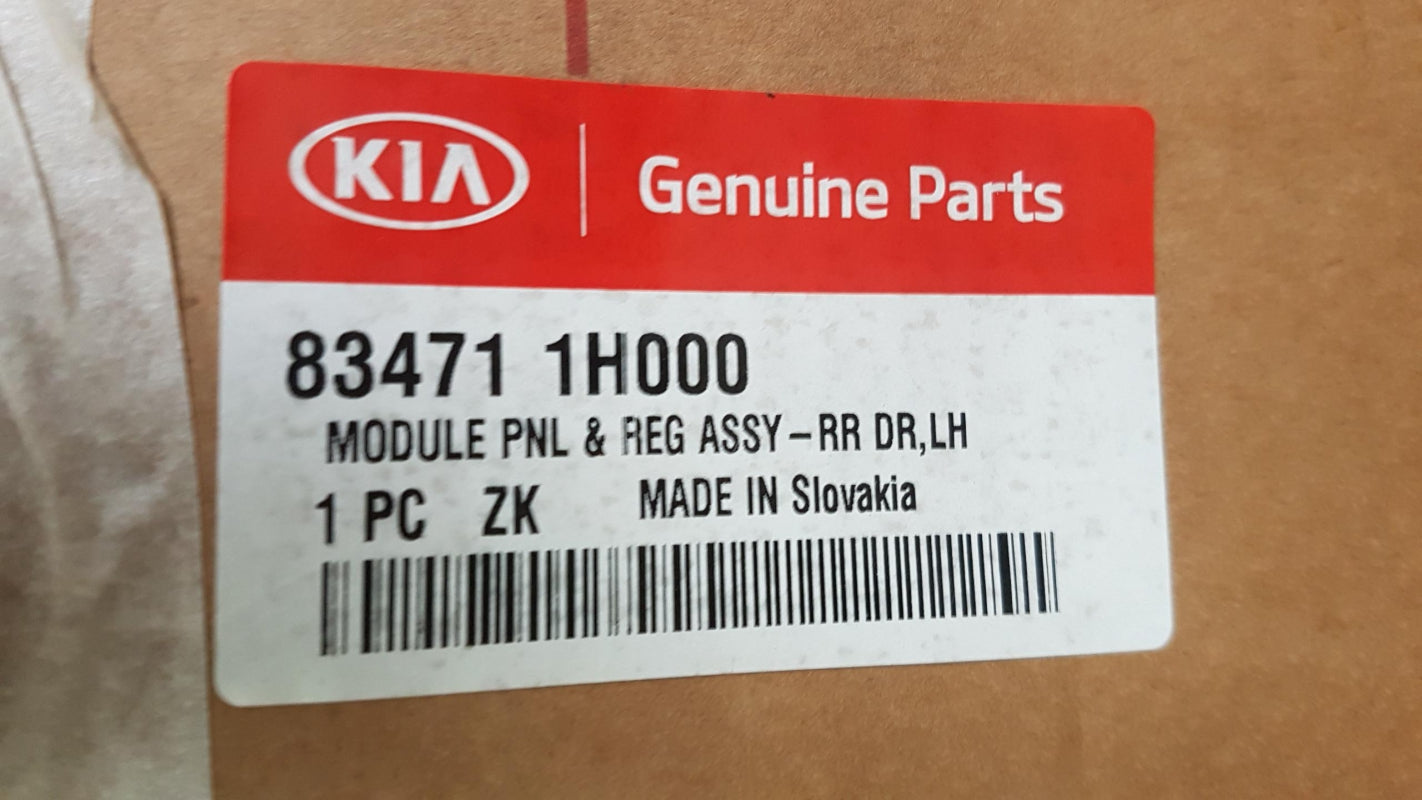 KIA Genuine Parts
83471 1H000
MODULE PNL & REG ASSY-RR DR,LH
1 PC ZK MADE IN Slovakia